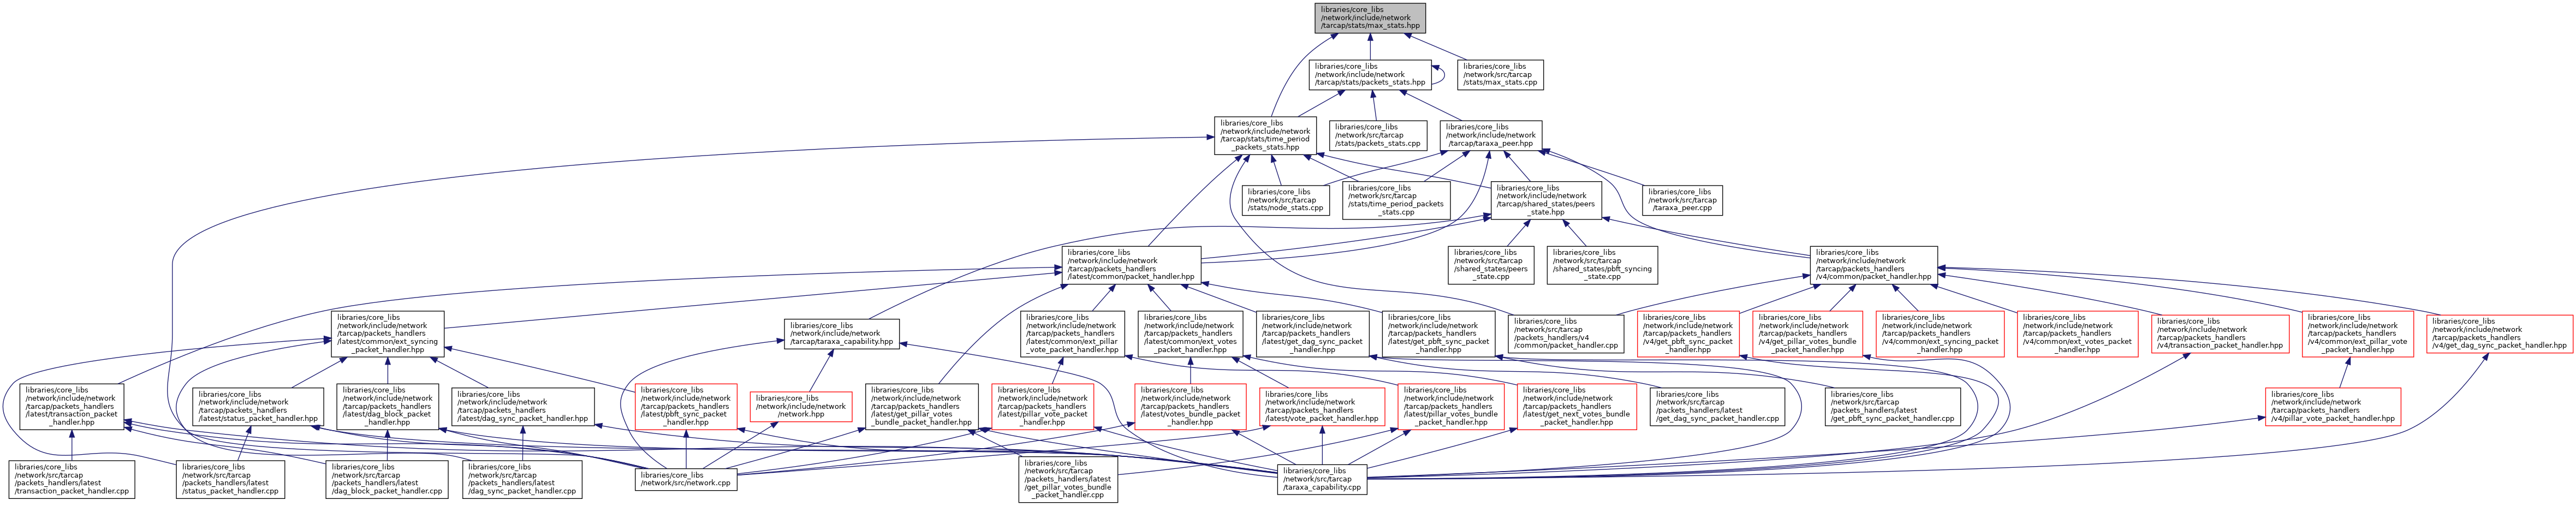 libraries/core_libs
/network/include/network
/tarcap/stats/max_stats.hpp
libraries/core_libs
/network/include/network
/tarcap/stats/packets_stats.hpp
libraries/core_libs
/network/src/tarcap
/stats/max_stats.cpp
libraries/core_libs
/network/include/network
/tarcap/stats/time_period
_packets_stats.hpp
libraries/core_libs
/network/src/tarcap
/stats/packets_stats.cpp
libraries/core_libs
/network/include/network
/tarcap/taraxa_peer.hpp
libraries/core_libs
/network/src/tarcap
/stats/node_stats.cpp
libraries/core_libs
/network/src/tarcap
/stats/time_period_packets
_stats.cpp
libraries/core_libs
/network/include/network
/tarcap/shared_states/peers
_state.hpp
libraries/core_libs
/network/src/tarcap
/taraxa_peer.cpp
libraries/core_libs
/network/include/network
/tarcap/packets_handlers
/latest/common/packet_handler.hpp
libraries/core_libs
/network/src/tarcap
/shared_states/peers
_state.cpp
libraries/core_libs
/network/src/tarcap
/shared_states/pbft_syncing
_state.cpp
libraries/core_libs
/network/include/network
/tarcap/packets_handlers
/v4/common/packet_handler.hpp
libraries/core_libs
/network/include/network
/tarcap/packets_handlers
/latest/common/ext_syncing
_packet_handler.hpp
libraries/core_libs
/network/include/network
/tarcap/taraxa_capability.hpp
libraries/core_libs
/network/include/network
/tarcap/packets_handlers
/latest/common/ext_pillar
_vote_packet_handler.hpp
libraries/core_libs
/network/include/network
/tarcap/packets_handlers
/latest/common/ext_votes
_packet_handler.hpp
libraries/core_libs
/network/include/network
/tarcap/packets_handlers
/latest/get_dag_sync_packet
_handler.hpp
libraries/core_libs
/network/include/network
/tarcap/packets_handlers
/latest/get_pbft_sync_packet
_handler.hpp
libraries/core_libs
/network/src/tarcap
/packets_handlers/v4
/common/packet_handler.cpp
libraries/core_libs
/network/include/network
/tarcap/packets_handlers
/v4/get_pbft_sync_packet
_handler.hpp
libraries/core_libs
/network/include/network
/tarcap/packets_handlers
/v4/get_pillar_votes_bundle
_packet_handler.hpp
libraries/core_libs
/network/include/network
/tarcap/packets_handlers
/v4/common/ext_syncing_packet
_handler.hpp
libraries/core_libs
/network/include/network
/tarcap/packets_handlers
/v4/common/ext_votes_packet
_handler.hpp
libraries/core_libs
/network/include/network
/tarcap/packets_handlers
/v4/transaction_packet_handler.hpp
libraries/core_libs
/network/include/network
/tarcap/packets_handlers
/v4/common/ext_pillar_vote
_packet_handler.hpp
libraries/core_libs
/network/include/network
/tarcap/packets_handlers
/v4/get_dag_sync_packet_handler.hpp
libraries/core_libs
/network/include/network
/tarcap/packets_handlers
/latest/transaction_packet
_handler.hpp
libraries/core_libs
/network/include/network
/tarcap/packets_handlers
/latest/status_packet_handler.hpp
libraries/core_libs
/network/include/network
/tarcap/packets_handlers
/latest/dag_block_packet
_handler.hpp
libraries/core_libs
/network/include/network
/tarcap/packets_handlers
/latest/dag_sync_packet_handler.hpp
libraries/core_libs
/network/include/network
/tarcap/packets_handlers
/latest/pbft_sync_packet
_handler.hpp
libraries/core_libs
/network/include/network
/network.hpp
libraries/core_libs
/network/include/network
/tarcap/packets_handlers
/latest/get_pillar_votes
_bundle_packet_handler.hpp
libraries/core_libs
/network/include/network
/tarcap/packets_handlers
/latest/pillar_vote_packet
_handler.hpp
libraries/core_libs
/network/include/network
/tarcap/packets_handlers
/latest/votes_bundle_packet
_handler.hpp
libraries/core_libs
/network/include/network
/tarcap/packets_handlers
/latest/vote_packet_handler.hpp
libraries/core_libs
/network/include/network
/tarcap/packets_handlers
/latest/pillar_votes_bundle
_packet_handler.hpp
libraries/core_libs
/network/include/network
/tarcap/packets_handlers
/latest/get_next_votes_bundle
_packet_handler.hpp
libraries/core_libs
/network/src/tarcap
/packets_handlers/latest
/get_dag_sync_packet_handler.cpp
libraries/core_libs
/network/src/tarcap
/packets_handlers/latest
/get_pbft_sync_packet_handler.cpp
libraries/core_libs
/network/include/network
/tarcap/packets_handlers
/v4/pillar_vote_packet_handler.hpp
libraries/core_libs
/network/src/tarcap
/packets_handlers/latest
/transaction_packet_handler.cpp
libraries/core_libs
/network/src/tarcap
/packets_handlers/latest
/status_packet_handler.cpp
libraries/core_libs
/network/src/tarcap
/packets_handlers/latest
/dag_block_packet_handler.cpp
libraries/core_libs
/network/src/tarcap
/packets_handlers/latest
/dag_sync_packet_handler.cpp
libraries/core_libs
/network/src/network.cpp
libraries/core_libs
/network/src/tarcap
/packets_handlers/latest
/get_pillar_votes_bundle
_packet_handler.cpp
libraries/core_libs
/network/src/tarcap
/taraxa_capability.cpp